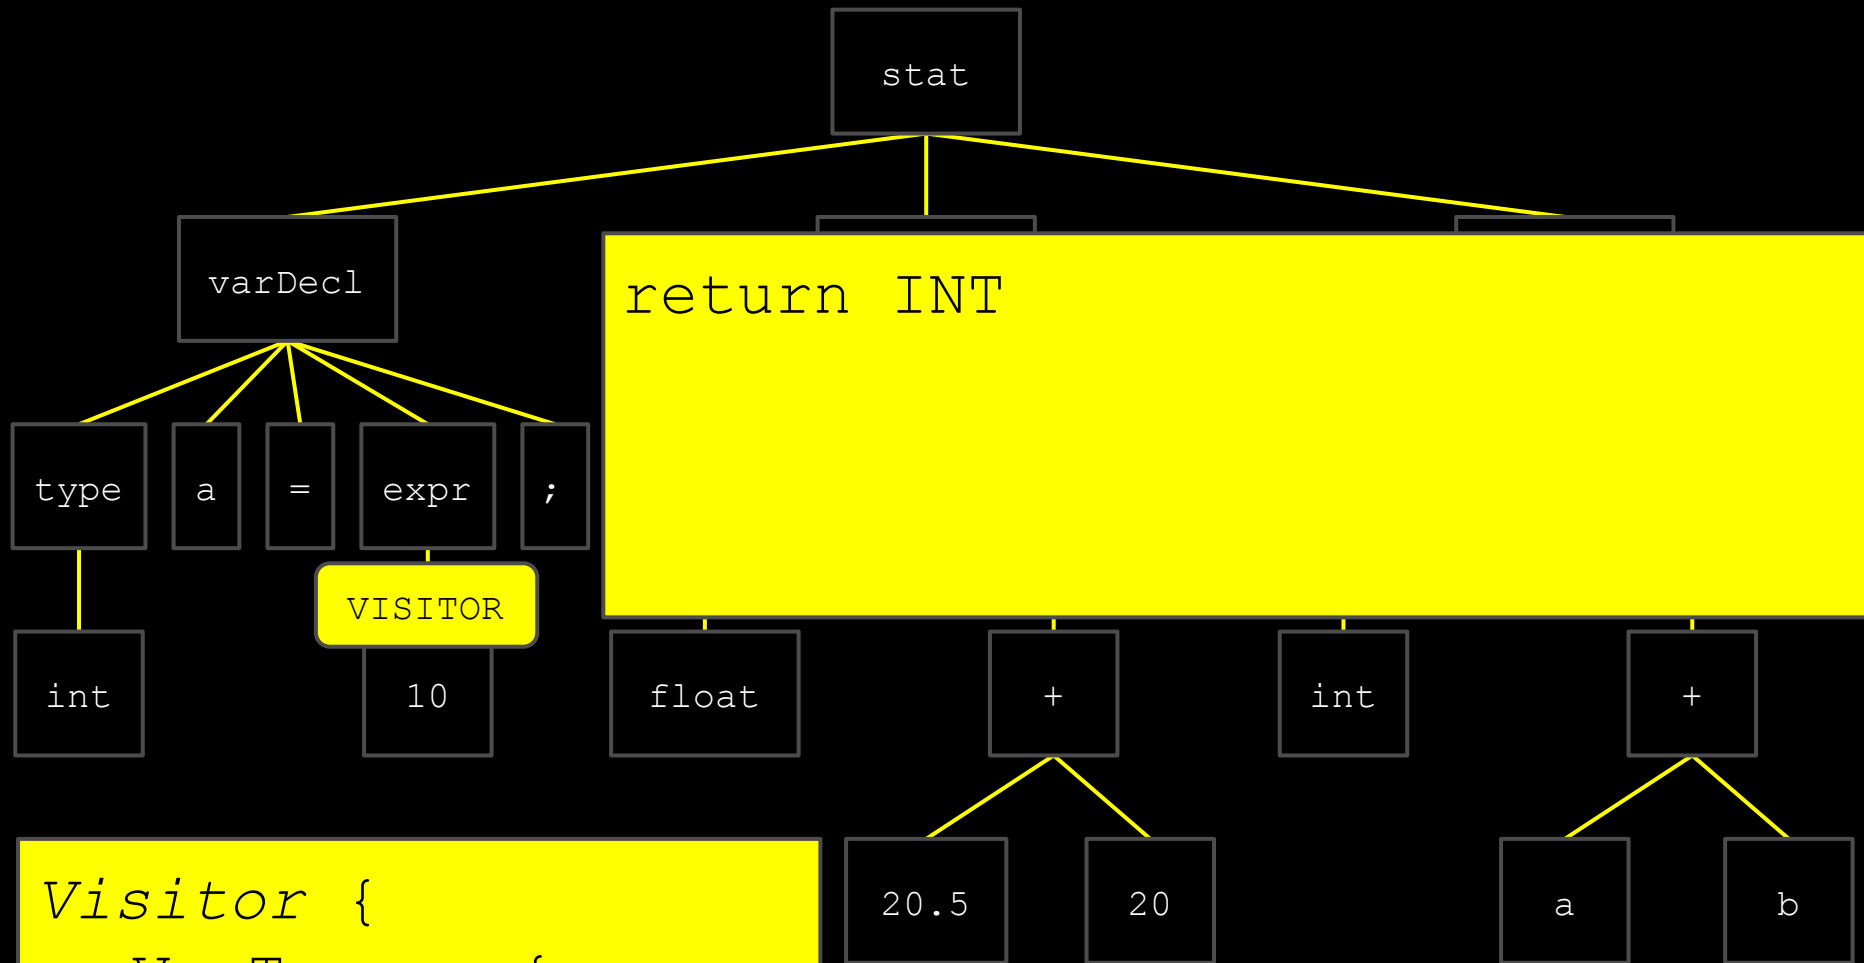 stat
varDecl
return INT
type a = expr ;
VISITOR
int 10 float + int +
Visitor {
20.5 20 a b